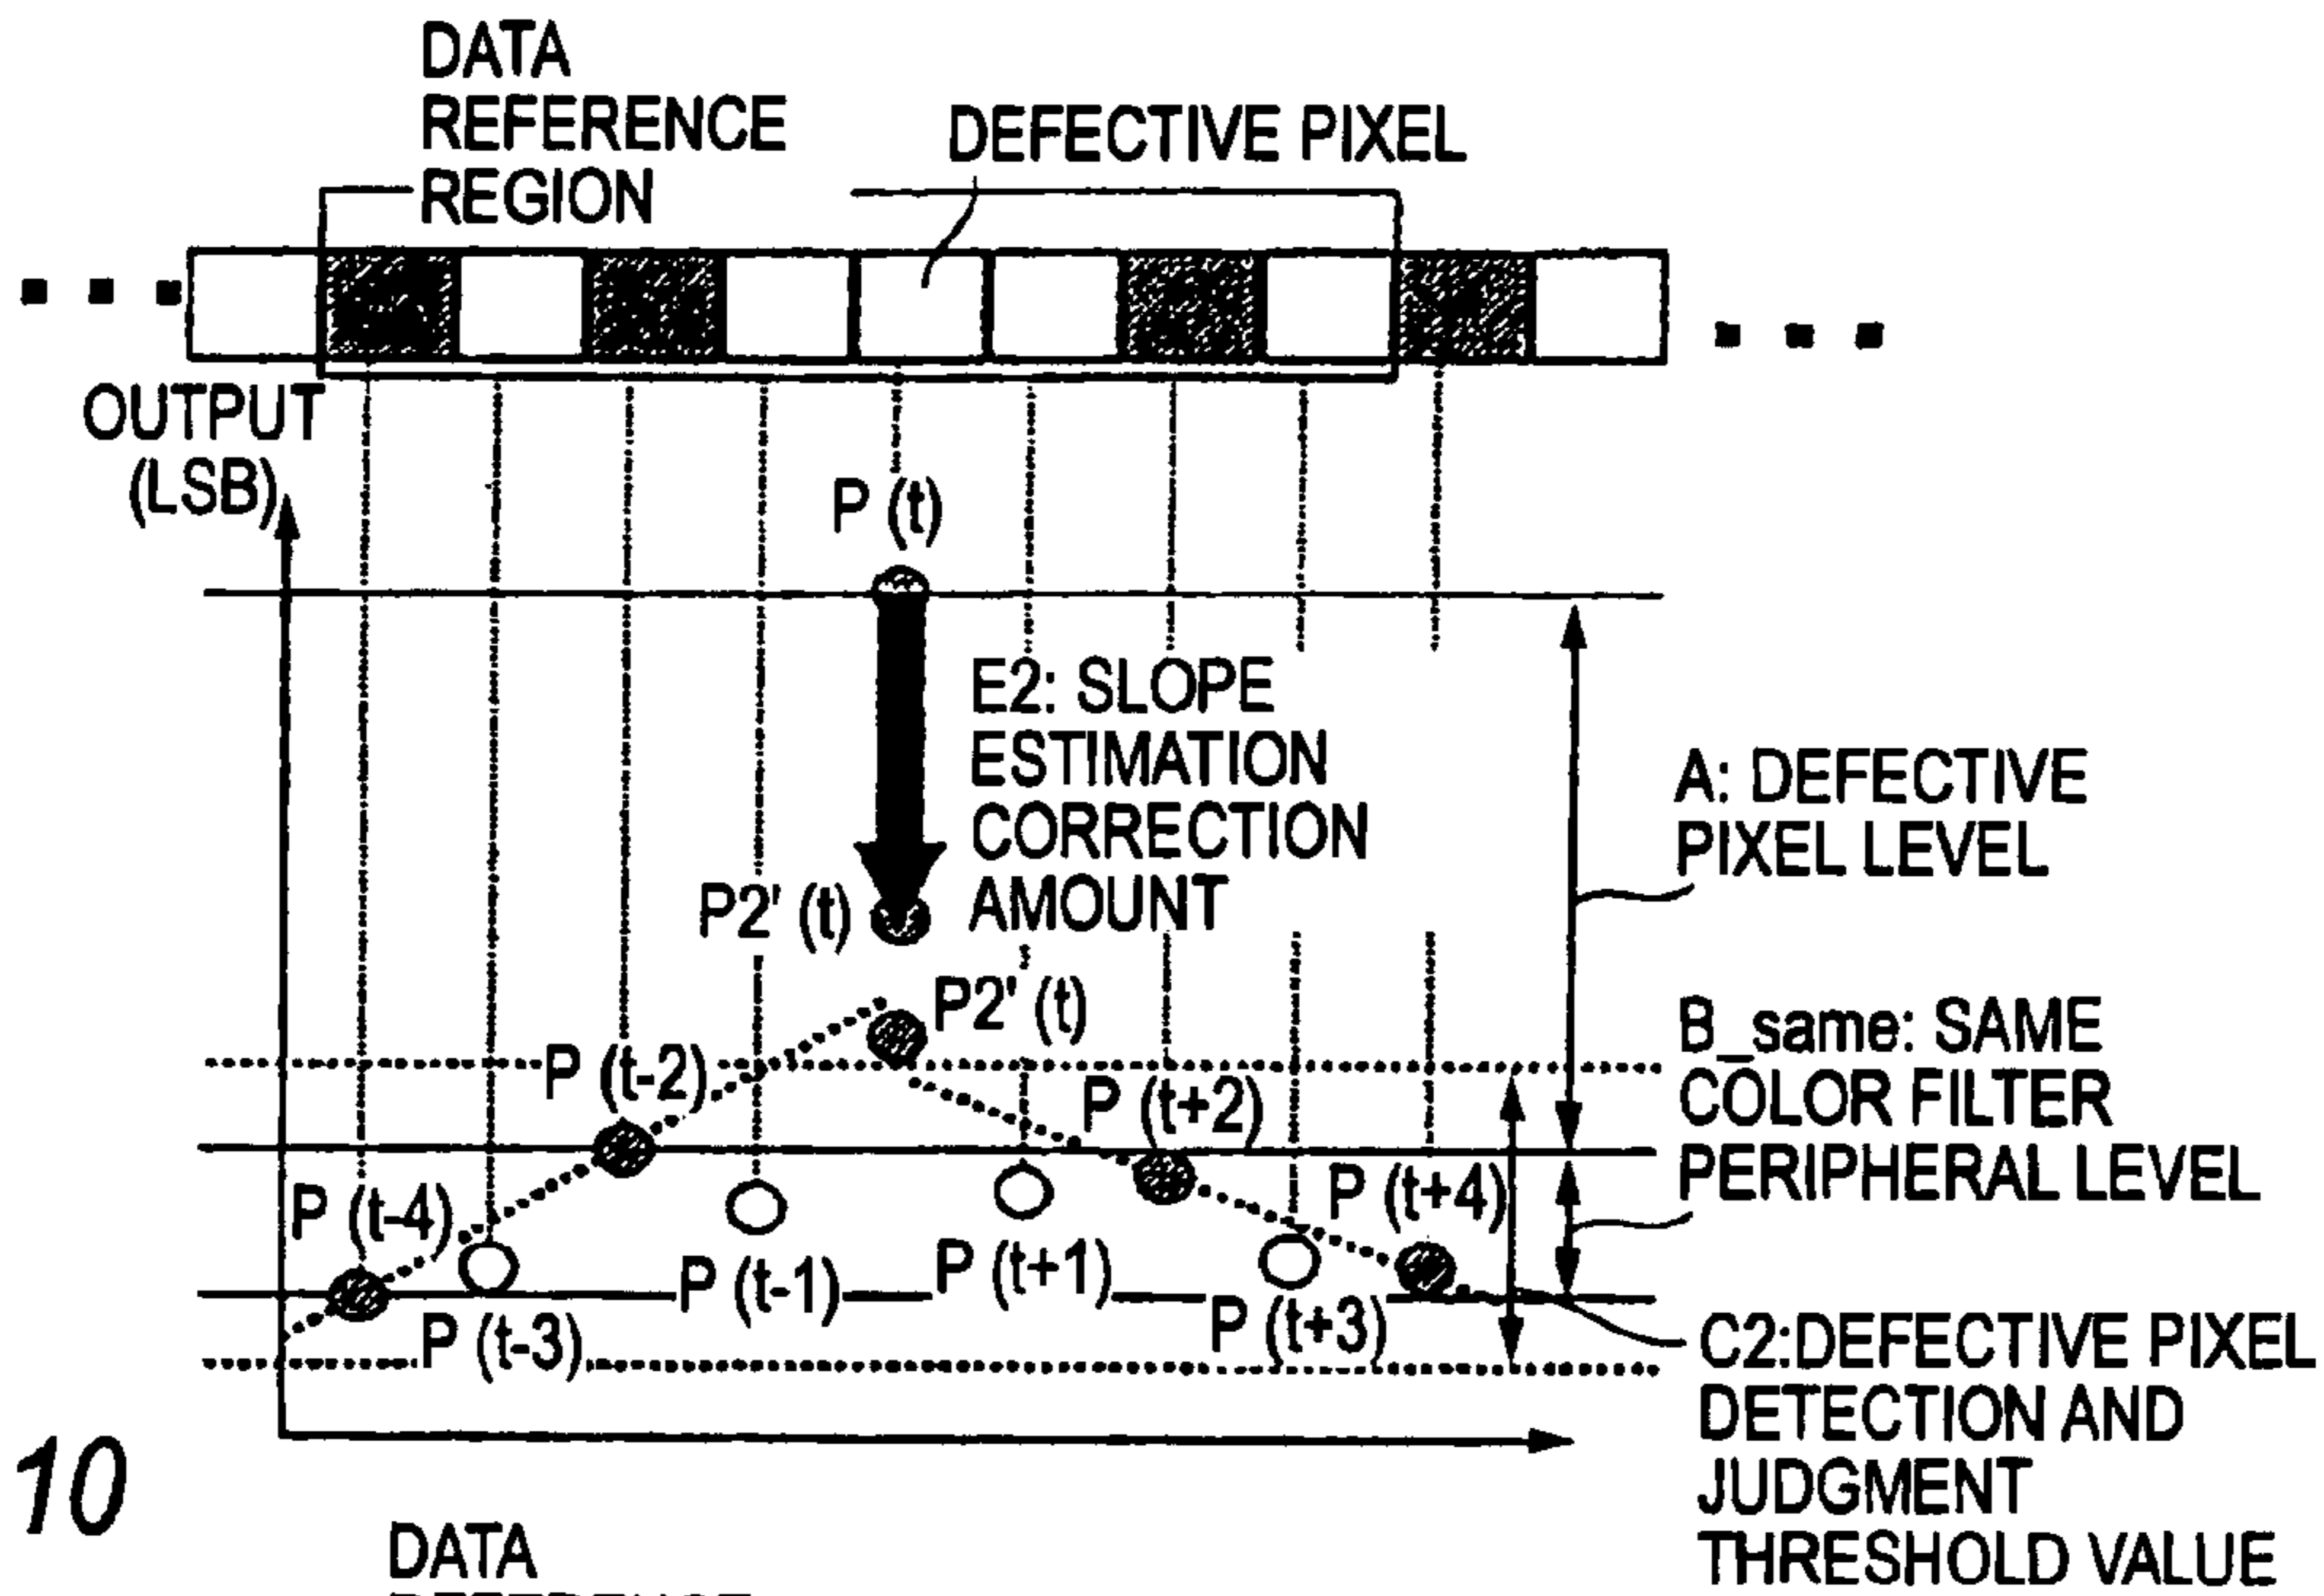 DATA
REFERENCE
REGION
DEFECTIVE PIXEL
OUTPUT
(LSB)
P (t)
E2: SLOPE
ESTIMATION
CORRECTION
AMOUNT
A: DEFECTIVE
PIXEL LEVEL
P2' (t)
P2' (t)
B_same: SAME
COLOR FILTER
PERIPHERAL LEVEL
P (t-2)
P (t+2)
P (t-4)
P (t+4)
P (t-1)
P (t+1)
P (t-3)
P (t+3)
C2:DEFECTIVE PIXEL
DETECTION AND
JUDGMENT
THRESHOLD VALUE
10
DATA